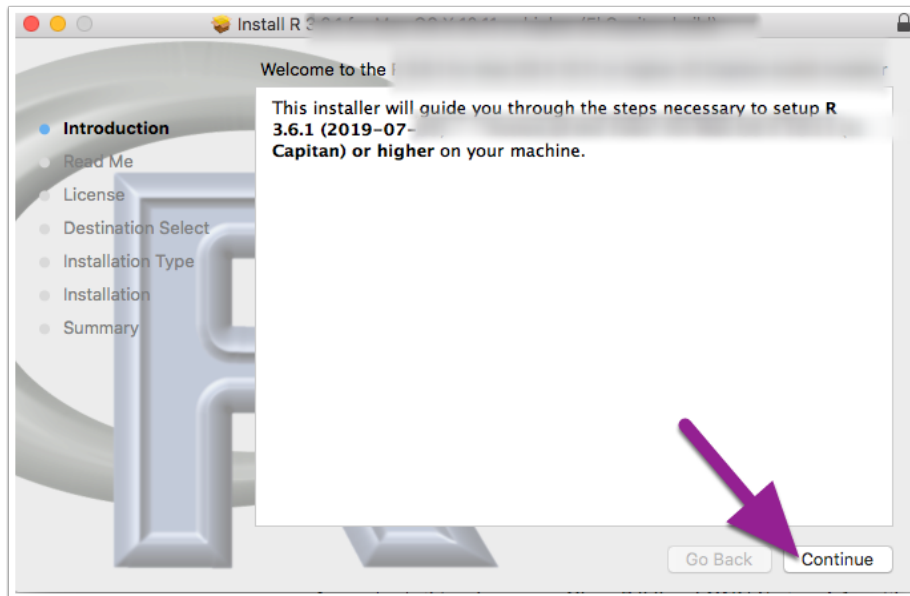 Install R
Welcome to the
This installer will guide you through the steps necessary to setup R
3.6.1 (2019-07-
Capitan) or higher on your machine.
Introduction
Read Me
License
Destination Select
Installation Type
Installation
Summary
Go Back
Continue